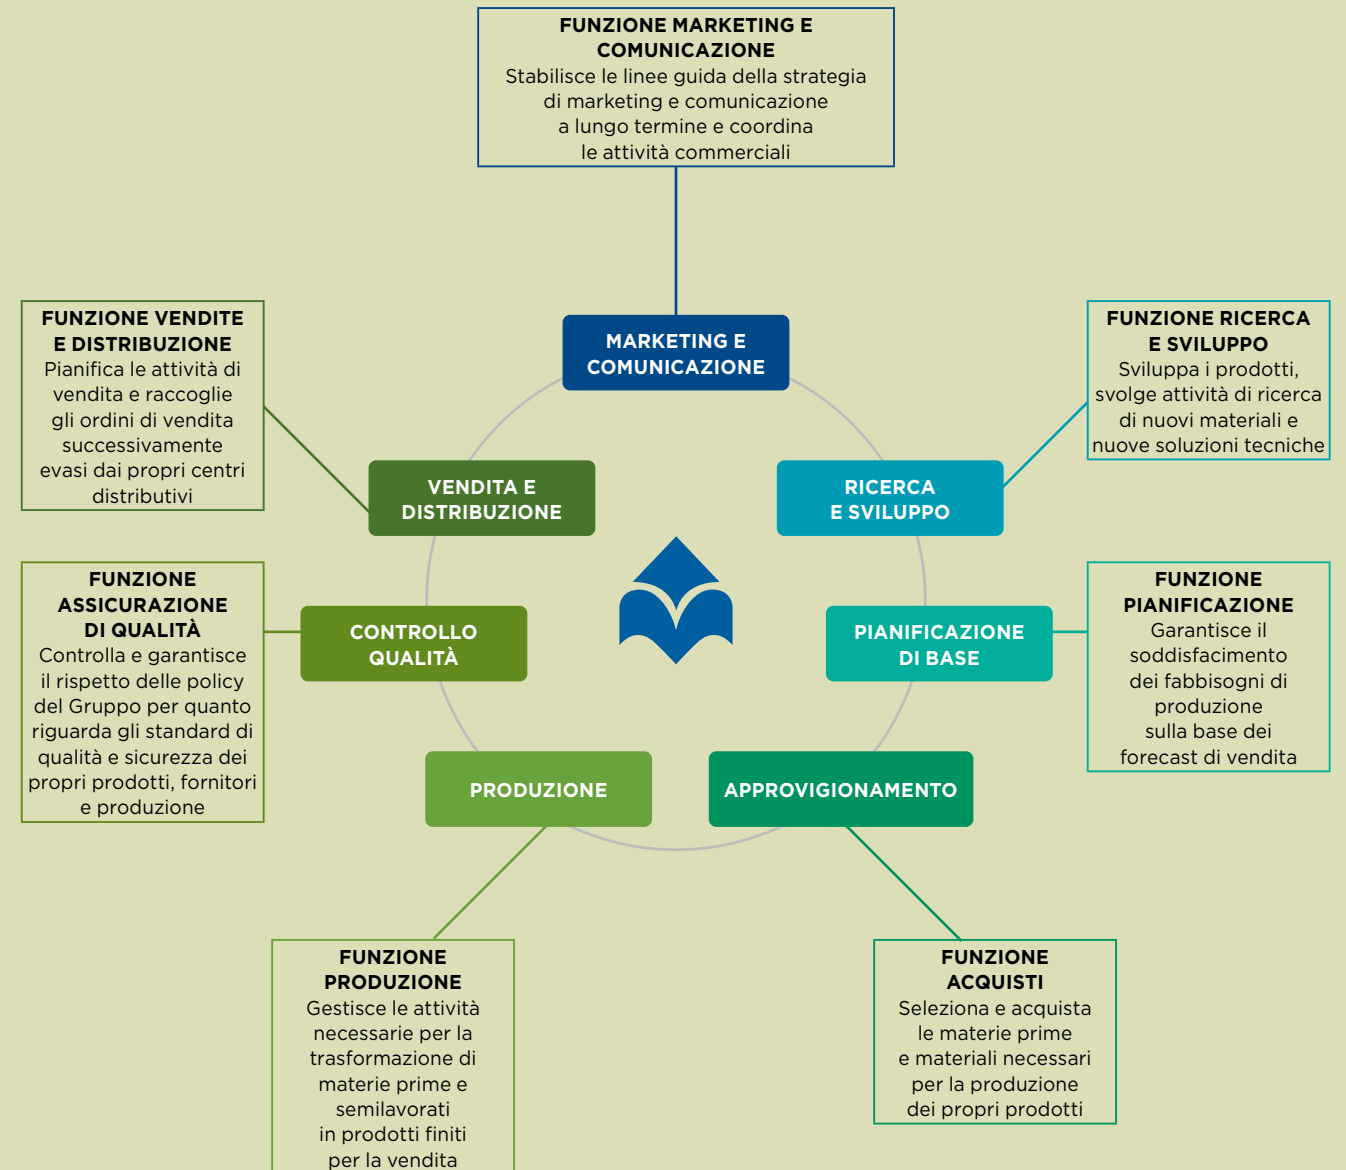 FUNZIONE MARKETING E
COMUNICAZIONE
Stabilisce le linee guida della strategia
di marketing e comunicazione
a lungo termine e coordina
le attività commerciali
FUNZIONE VENDITE
E DISTRIBUZIONE
Pianifica le attività di
vendita e raccoglie
gli ordini di vendita
successivamente
evasi dai propri centri
distributivi
MARKETING E
COMUNICAZIONE
FUNZIONE RICERCA
E SVILUPPO
Sviluppa i prodotti,
svolge attività di ricerca
di nuovi materiali e
nuove soluzioni tecniche
VENDITA E
DISTRIBUZIONE
RICERCA
E SVILUPPO
FUNZIONE
ASSICURAZIONE
DI QUALITÀ
Controlla e garantisce
il rispetto delle policy
del Gruppo per quanto
riguarda gli standard di
qualità e sicurezza dei
propri prodotti, fornitori
e produzione
CONTROLLO
QUALITÀ
PIANIFICAZIONE
DI BASE
FUNZIONE
PIANIFICAZIONE
Garantisce il
soddisfacimento
dei fabbisogni di
produzione
sulla base dei
forecast di vendita
PRODUZIONE
APPROVIGIONAMENTO
FUNZIONE
PRODUZIONE
Gestisce le attività
necessarie per la
trasformazione di
materie prime e
semilavorati
in prodotti finiti
per la vendita
FUNZIONE
ACQUISTI
Seleziona e acquista
le materie prime
e materiali necessari
per la produzione
dei propri prodotti